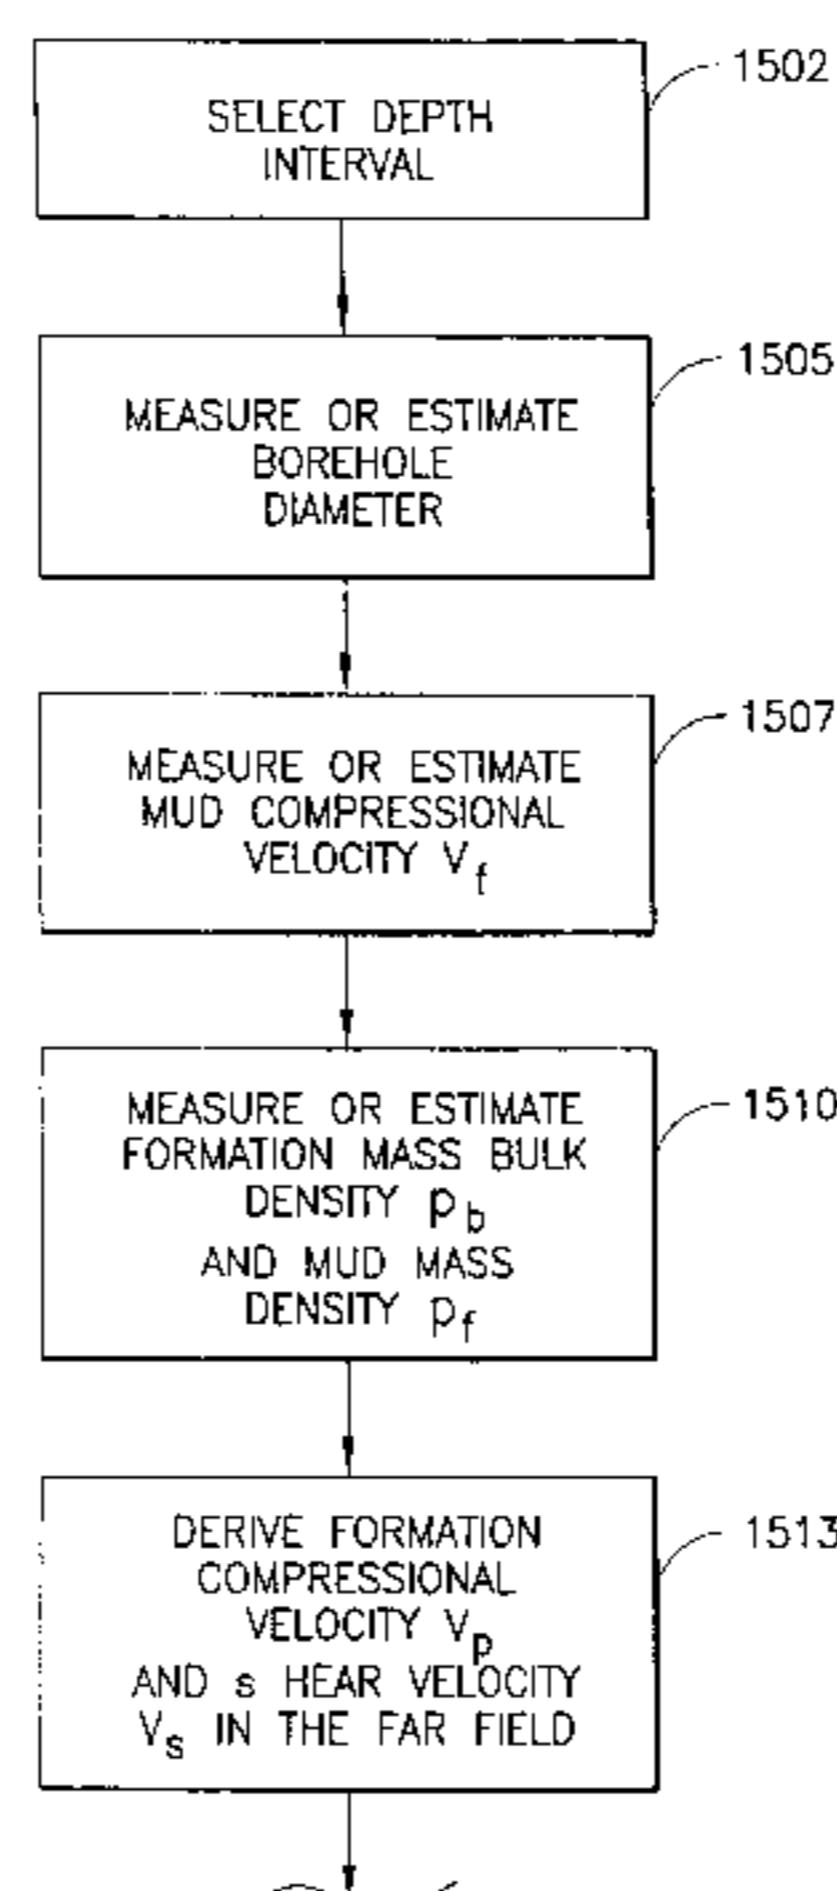 SELECT DEPTH
INTERVAL
1502
MEASURE OR ESTIMATE
BOREHOLE
DIAMETER
1505
MEASURE OR ESTIMATE
MUD COMPRESSIONAL
VELOCITY Vf
1507
MEASURE OR ESTIMATE
FORMATION MASS BULK
DENSITY pb
AND MUD MASS
DENSITY pf
1510
DERIVE FORMATION
COMPRESSIONAL
VELOCITY Vp
AND s HEAR VELOCITY
Vs IN THE FAR FIELD
1513